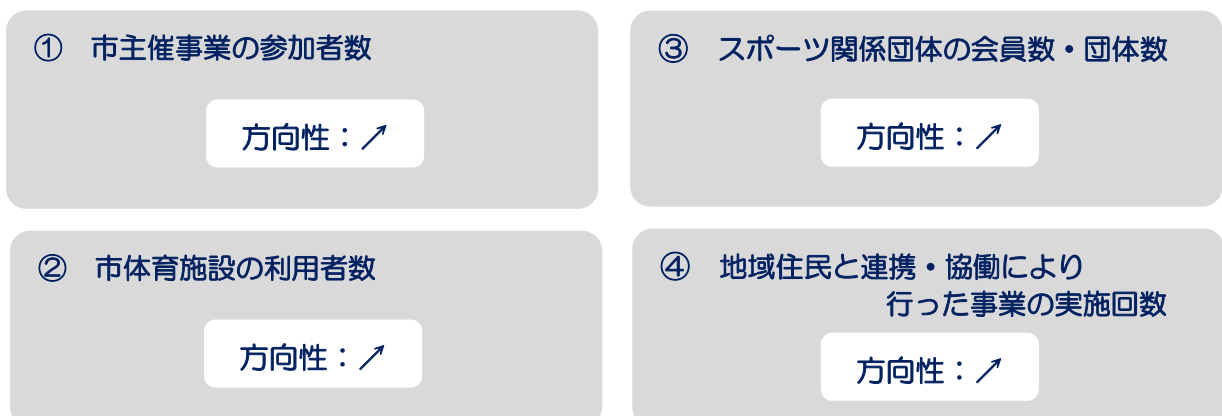 ① 市主催事業の参加者数
方向性：↗
② 市体育施設の利用者数
方向性：↗
③ スポーツ関係団体の会員数・団体数
方向性：↗
④ 地域住民と連携・協働により
行った事業の実施回数
方向性：↗